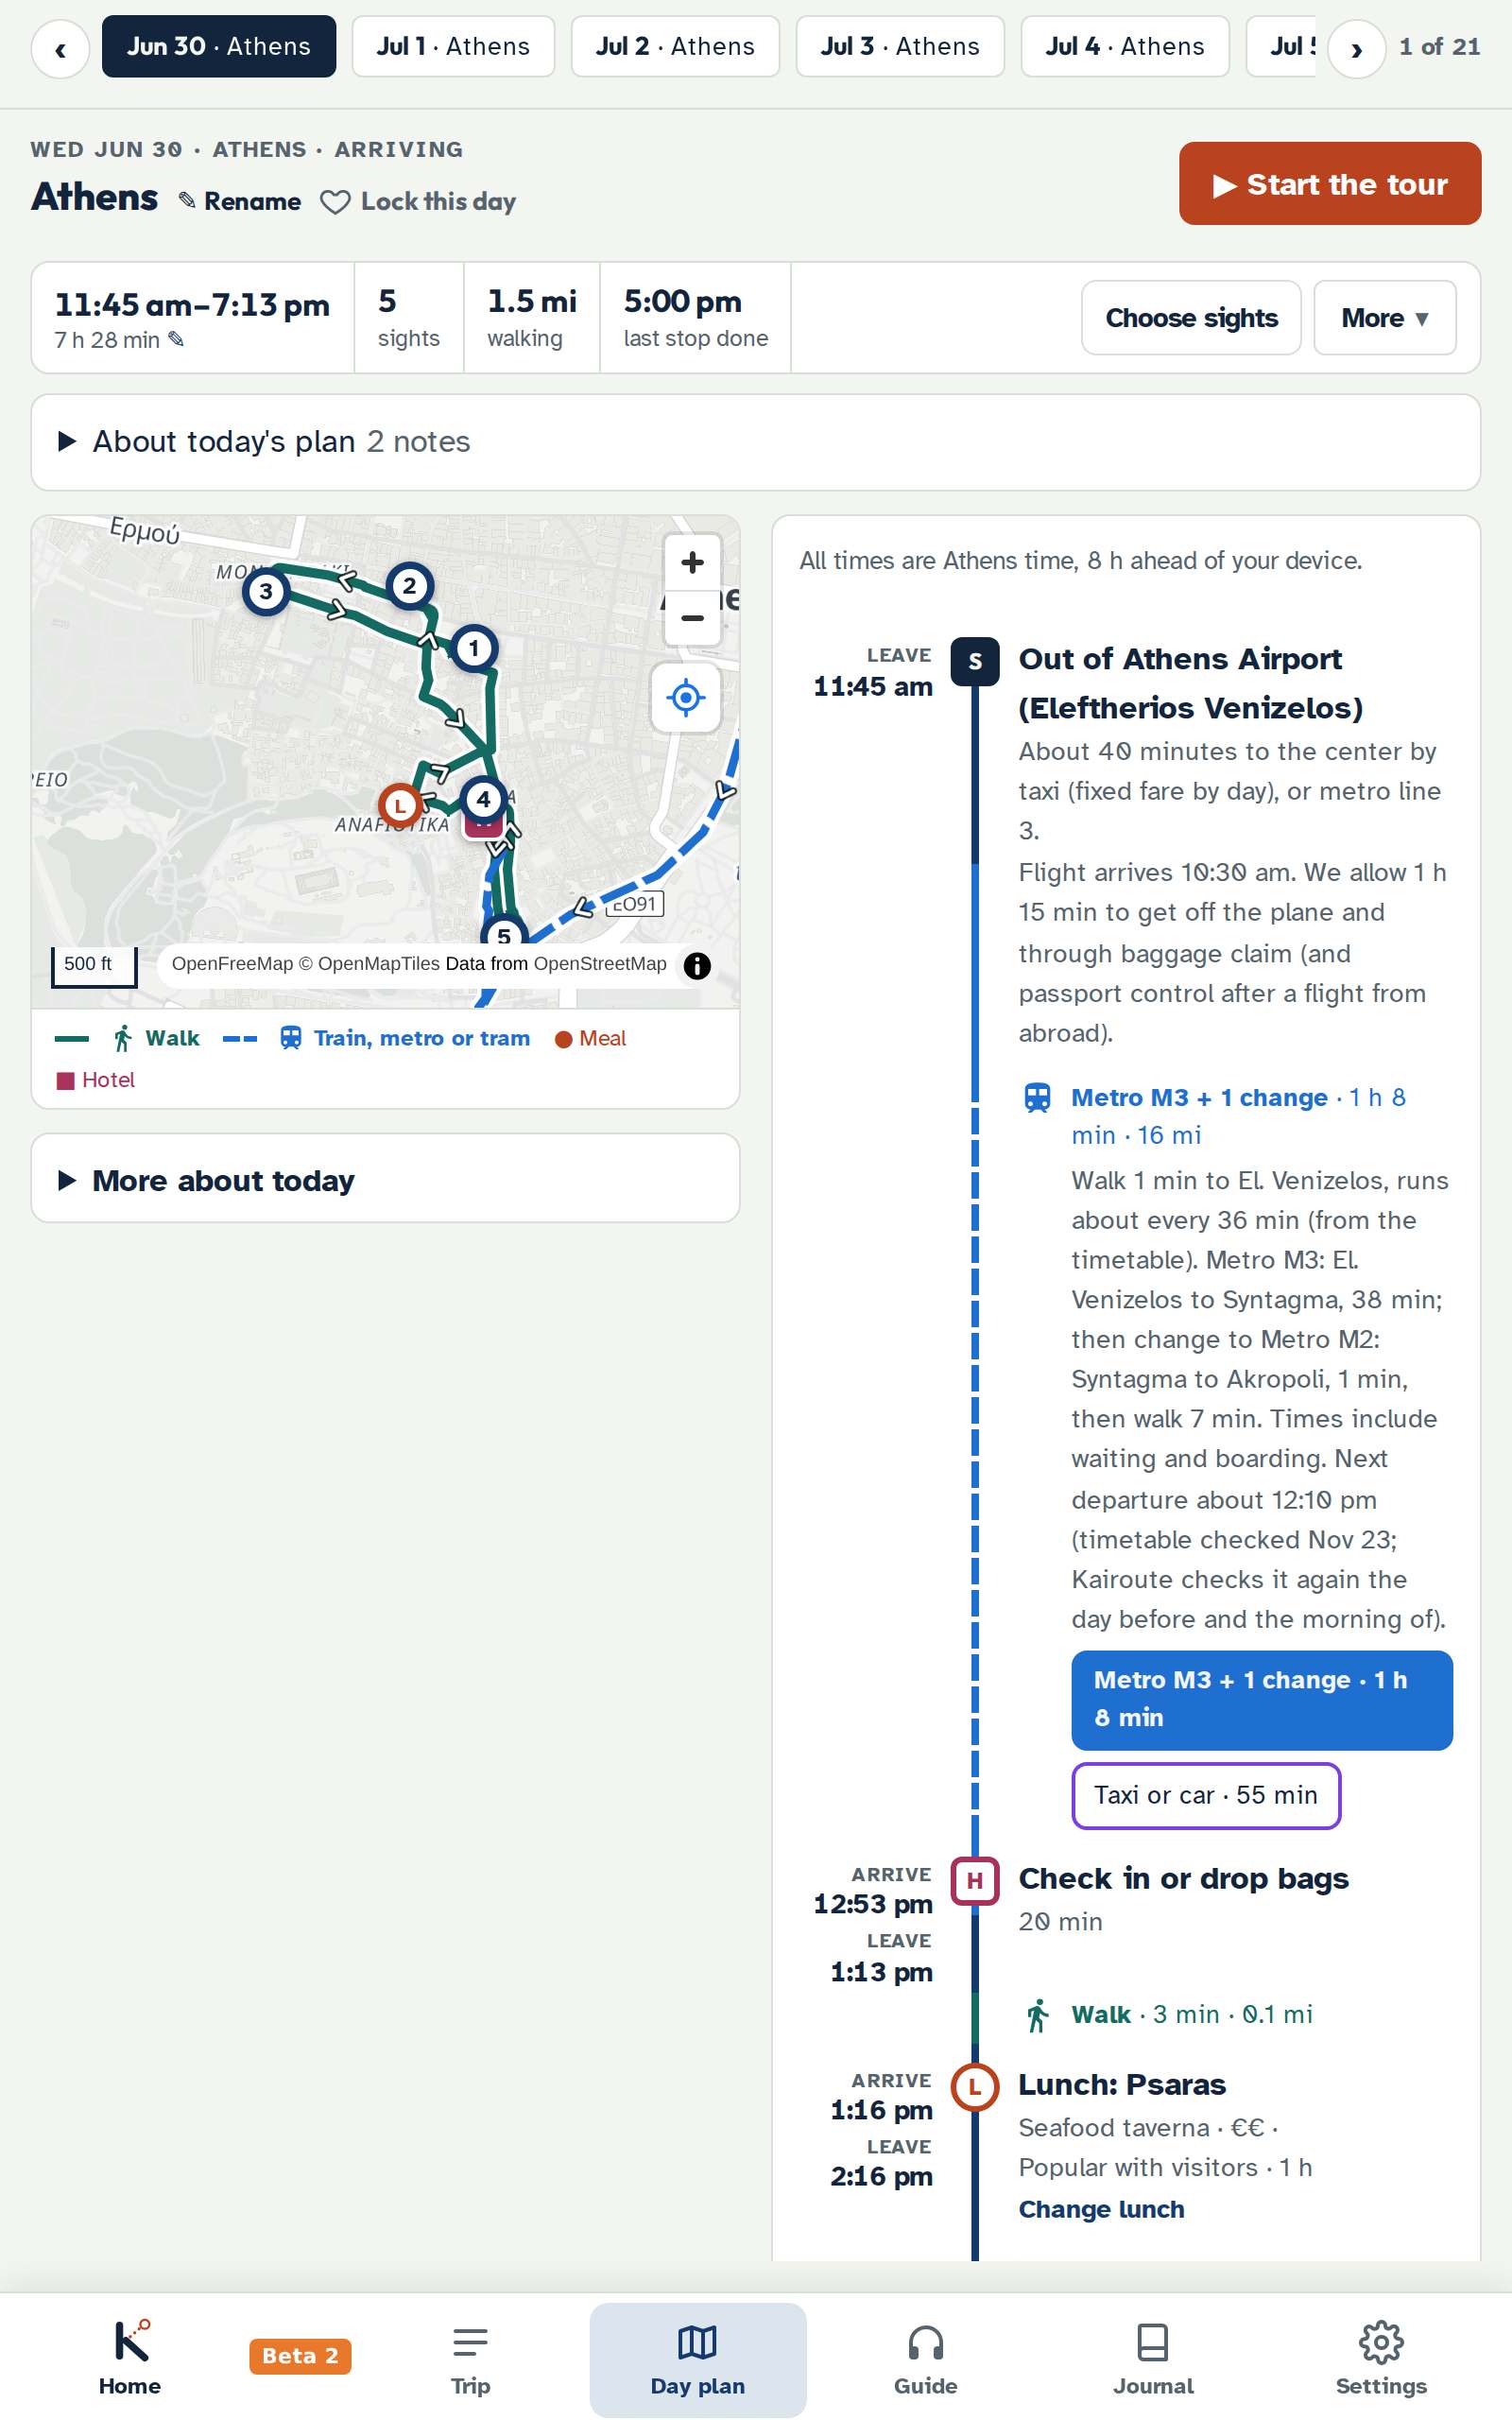 ‹ Jun 30 · Athens Jul 1 · Athens Jul 2 · Athens Jul 3 · Athens Jul 4 · Athens Jul › 1 of 21
WED JUN 30 · ATHENS · ARRIVING
Athens ✎ Rename Lock this day
▶ Start the tour
11:45 am–7:13 pm
7 h 28 min ✎
5
sights
1.5 mi
walking
5:00 pm
last stop done
Choose sights
More ▼
▶ About today's plan 2 notes
Ερμού
3
2
1
L
4
5
ANAFIOTIKA
EO91
+
−
500 ft
OpenFreeMap © OpenMapTiles Data from OpenStreetMap
Walk Train, metro or tram Meal
Hotel
▶ More about today
All times are Athens time, 8 h ahead of your device.
LEAVE
11:45 am
S
Out of Athens Airport
(Eleftherios Venizelos)
About 40 minutes to the center by
taxi (fixed fare by day), or metro line
3.
Flight arrives 10:30 am. We allow 1 h
15 min to get off the plane and
through baggage claim (and
passport control after a flight from
abroad).
Metro M3 + 1 change · 1 h 8
min · 16 mi
Walk 1 min to El. Venizelos, runs
about every 36 min (from the
timetable). Metro M3: El.
Venizelos to Syntagma, 38 min;
then change to Metro M2:
Syntagma to Akropoli, 1 min,
then walk 7 min. Times include
waiting and boarding. Next
departure about 12:10 pm
(timetable checked Nov 23;
Kairoute checks it again the
day before and the morning of).
Metro M3 + 1 change · 1 h
8 min
Taxi or car · 55 min
ARRIVE
12:53 pm
LEAVE
1:13 pm
H
Check in or drop bags
20 min
Walk · 3 min · 0.1 mi
ARRIVE
1:16 pm
LEAVE
2:16 pm
L
Lunch: Psaras
Seafood taverna · €€ ·
Popular with visitors · 1 h
Change lunch
Home
Beta 2
Trip
Day plan
Guide
Journal
Settings